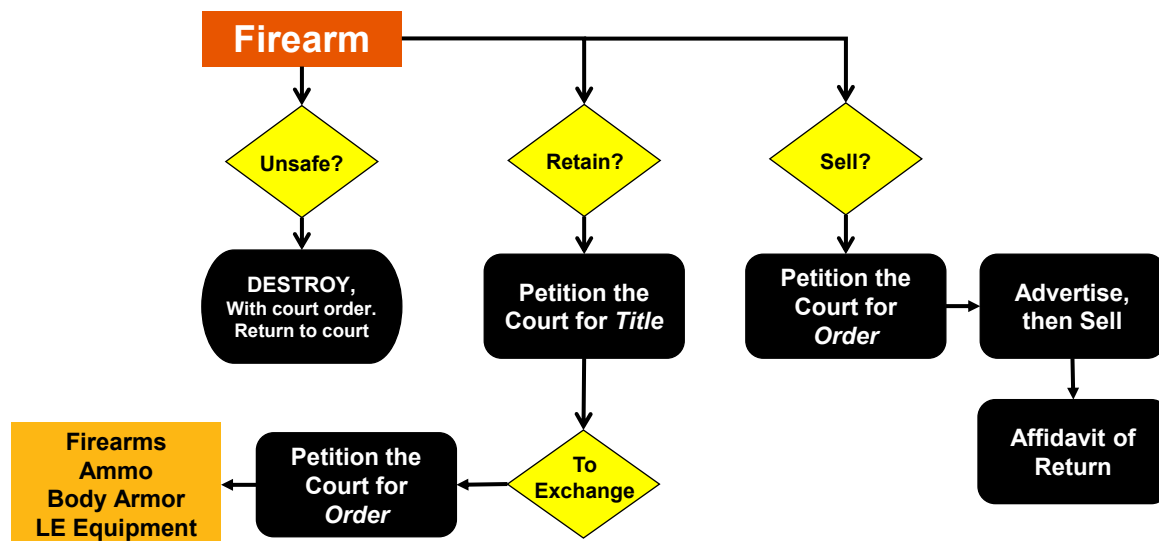 Firearm
Unsafe?
Retain?
Sell?
DESTROY,
With court order.
Return to court
Petition the
Court for Title
Petition the
Court for
Order
Advertise,
then Sell
Affidavit of
Return
To
Exchange
Petition the
Court for
Order
Firearms
Ammo
Body Armor
LE Equipment